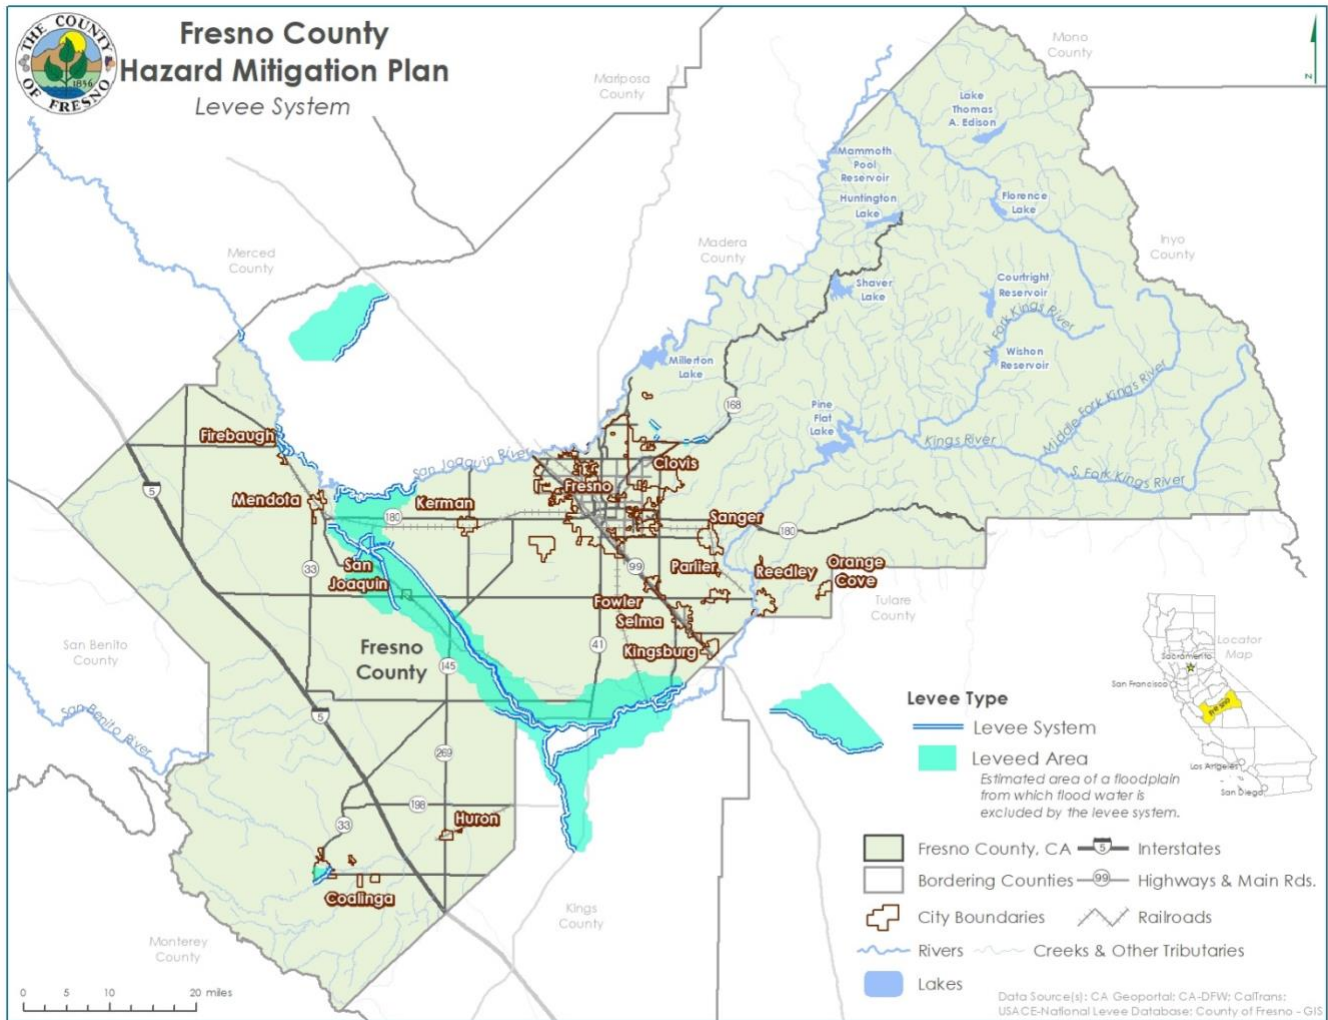 THE COUNTY
OF FRESNO
1856
Fresno County
Hazard Mitigation Plan
Levee System
N
Mono
County
Mariposa
County
Lake
Thomas
A. Edison
Mammoth
Pool
Reservoir
Huntington
Lake
Florence
Lake
Merced
County
Madera
County
Inyo
County
Shaver
Lake
Courtright
Reservoir
N Fork Kings River
Wishon
Reservoir
Millerton
Lake
Pine
Flat
Lake
168
Middle Fork Kings River
Kings River
S Fork Kings River
Firebaugh
San Joaquin River
Clovis
Fresno
Mendota
Kerman
180
Sanger
180
5
33
San
Joaquin
99
Parlier
Reedley
Orange
Cove
Fowler
Selma
Kingsburg
Tulare
County
San Benito
County
San Benito
River
Fresno
County
145
41
5
269
198
33
Huron
Coalinga
Kings
County
Monterey
County
Locator
Map
Sacramento
San Francisco
Los Angeles
San Diego
Levee Type
Levee System
Leveed Area
Estimated area of a floodplain
from which flood water is
excluded by the levee system.
Fresno County, CA
5
Interstates
Bordering Counties
99
Highways & Main Rds.
City Boundaries
Railroads
Rivers
Creeks & Other Tributaries
Lakes
0 5 10 20 miles
Data Source(s): CA Geoportal; CA-DFW; CalTrans;
USACE-National Levee Database; County of Fresno - GIS